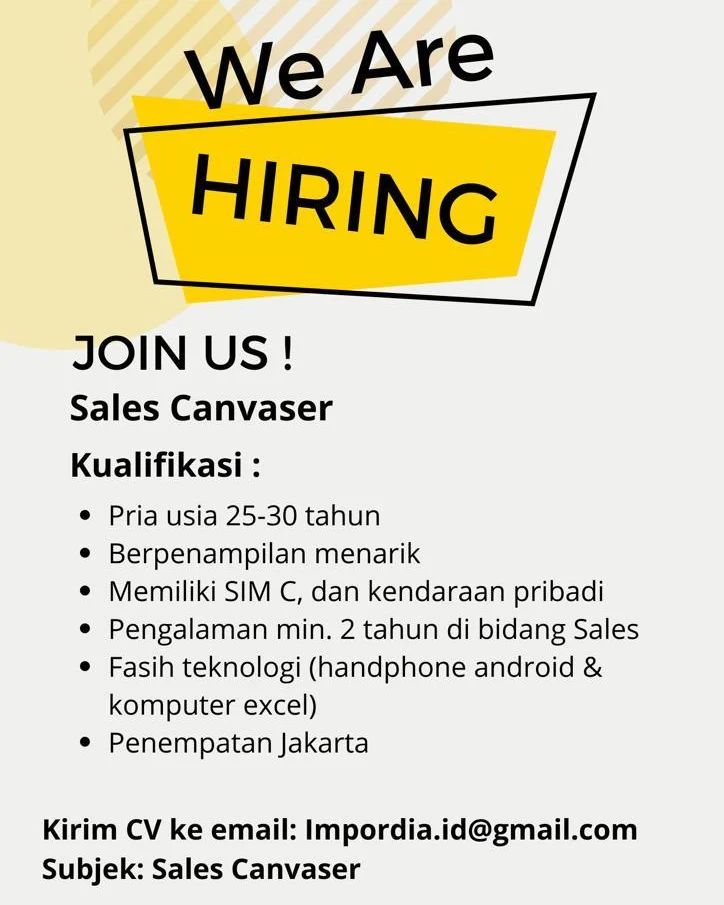 We Are
HIRING
JOIN US !
Sales Canvaser
Kualifikasi :
• Pria usia 25-30 tahun
• Berpenampilan menarik
• Memiliki SIM C, dan kendaraan pribadi
• Pengalaman min. 2 tahun di bidang Sales
• Fasih teknologi (handphone android &
komputer excel)
• Penempatan Jakarta
Kirim CV ke email: Impordia.id@gmail.com
Subjek: Sales Canvaser